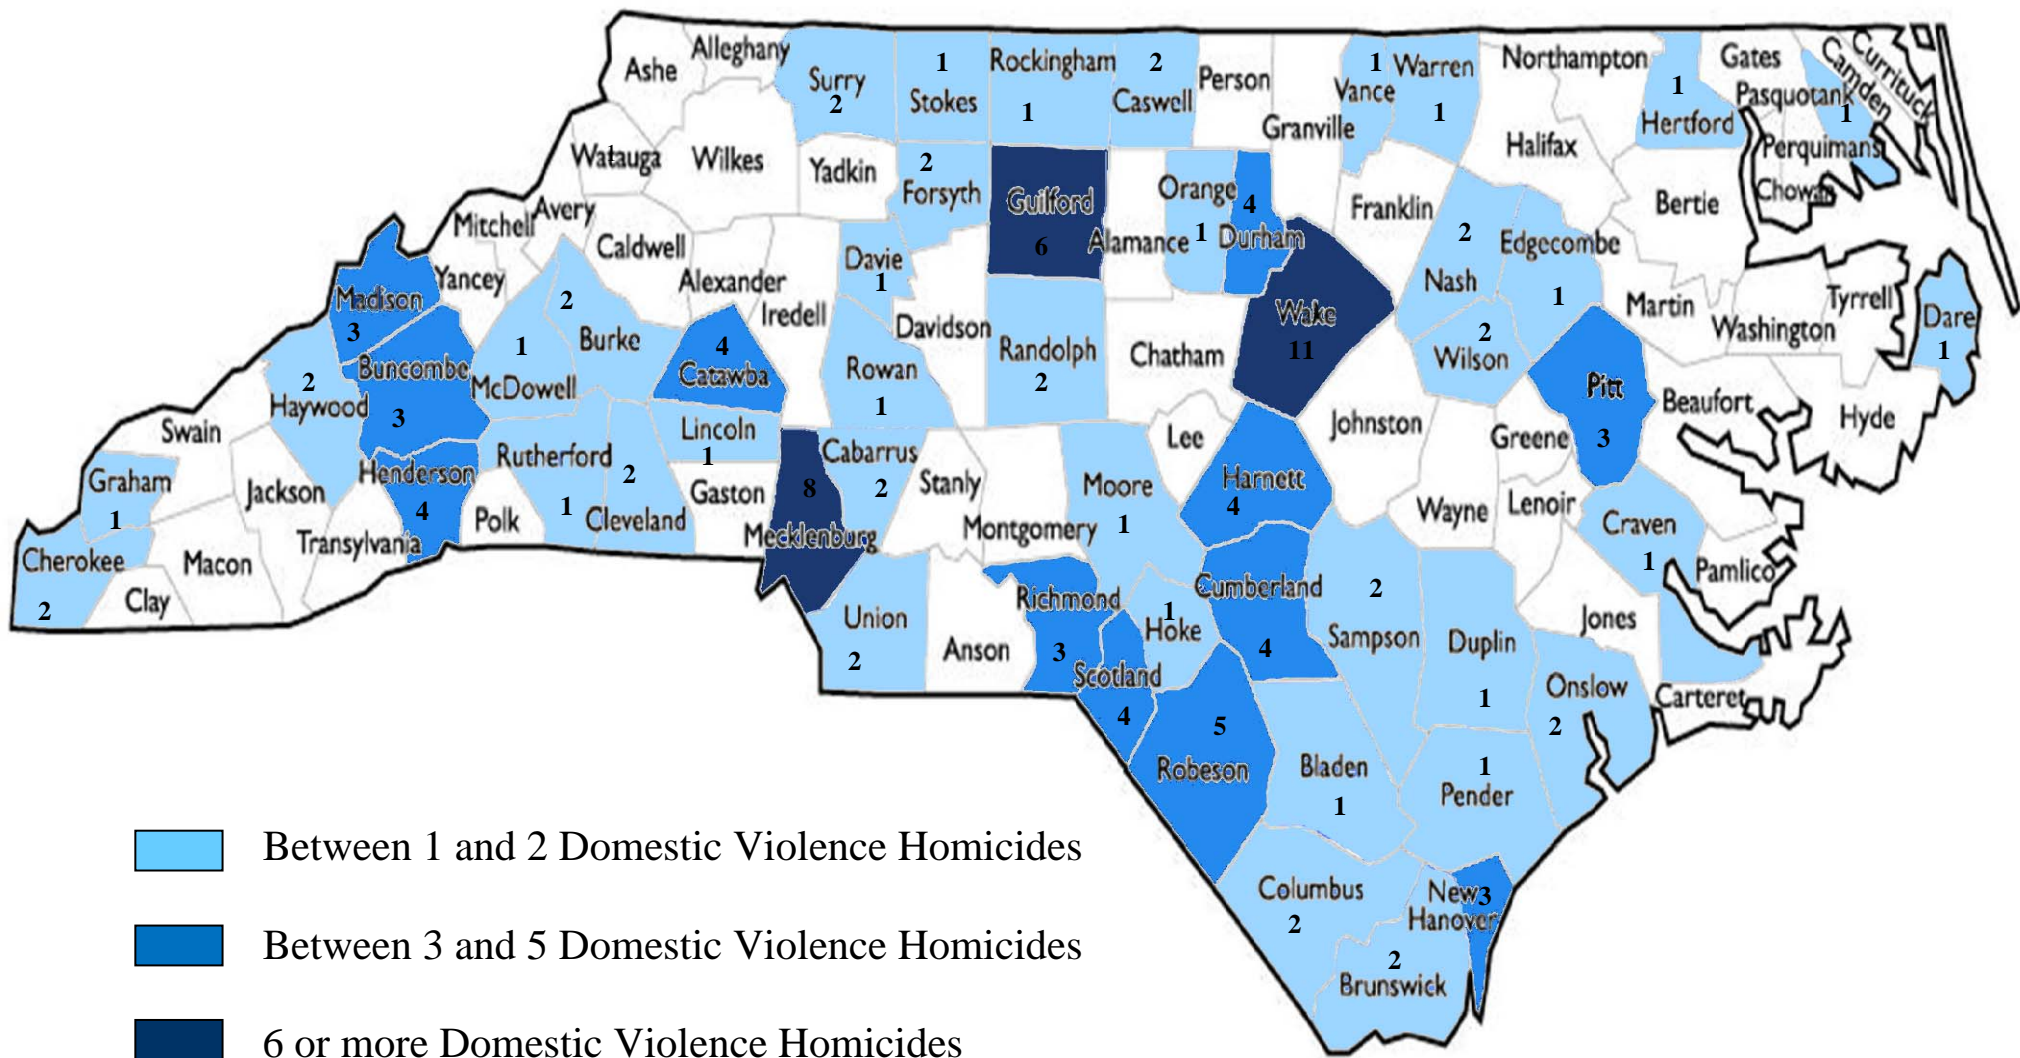 Ashe
Alleghany
Surry
2
1
Stokes
Rockingham
1
2
Caswell
Person
Granville
1
Vance
Warren
1
Northampton
1
Hertford
Gates
Pasquotank
1
Camden
Currituck
Watauga
1
Wilkes
Yadkin
2
Forsyth
Guilford
6
Alamance
Orange
1
4
Durham
Franklin
Halifax
Bertie
Perquimans
Chowan
Mitchell
Avery
Caldwell
Alexander
Iredell
Davie
1
Davidson
Randolph
2
Chatham
Wake
11
2
Nash
Edgecombe
1
Martin
Washington
Tyrrell
Dare
1
Madison
3
Yancey
Buncombe
3
1
McDowell
2
Burke
4
Catawba
Rowan
1
Johnston
2
Wilson
Pitt
3
Greene
Beaufort
Hyde
Swain
2
Haywood
Graham
1
Cherokee
2
Clay
Macon
Jackson
Transylvania
Henderson
4
Polk
Rutherford
1
2
Cleveland
Lincoln
1
Gaston
8
Mecklenburg
Cabarrus
2
Stanly
Montgomery
Moore
1
Lee
Harnett
4
Wayne
Lenoir
Craven
1
Pamlico
Union
2
Anson
Richmond
3
Scotland
4
1
Hoke
Cumberland
4
2
Sampson
Duplin
1
Jones
Onslow
2
Carteret
5
Robeson
Bladen
1
1
Pender
Columbus
2
2
Brunswick
New
Hanover
3
Between 1 and 2 Domestic Violence Homicides
Between 3 and 5 Domestic Violence Homicides
6 or more Domestic Violence Homicides